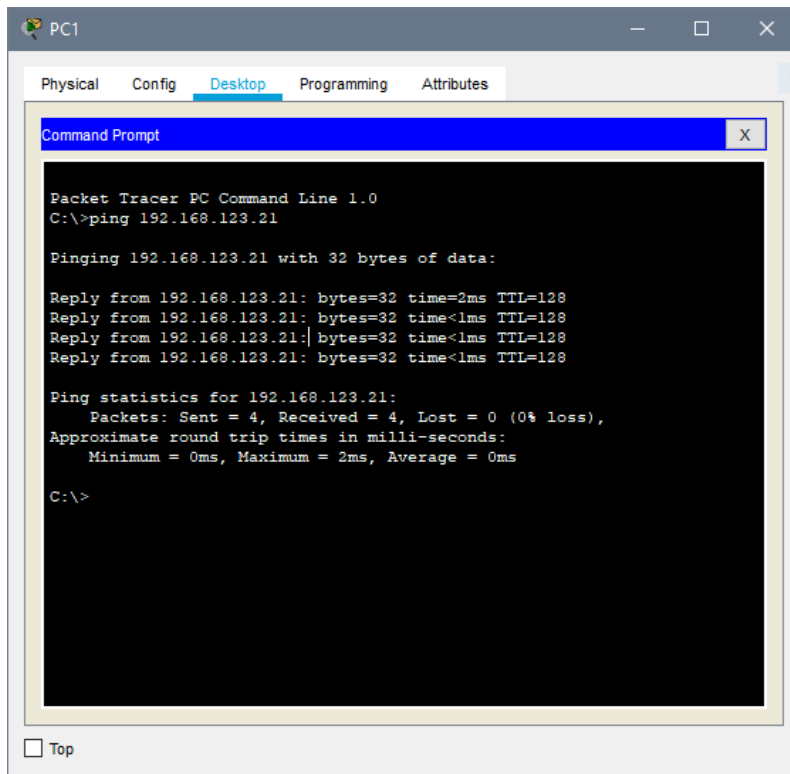 PC1
Physical Config Desktop Programming Attributes
Command Prompt
X
Packet Tracer PC Command Line 1.0
C:\>ping 192.168.123.21
Pinging 192.168.123.21 with 32 bytes of data:
Reply from 192.168.123.21: bytes=32 time=2ms TTL=128
Reply from 192.168.123.21: bytes=32 time<1ms TTL=128
Reply from 192.168.123.21: bytes=32 time<1ms TTL=128
Reply from 192.168.123.21: bytes=32 time<1ms TTL=128
Ping statistics for 192.168.123.21:
Packets: Sent = 4, Received = 4, Lost = 0 (0% loss),
Approximate round trip times in milli-seconds:
Minimum = 0ms, Maximum = 2ms, Average = 0ms
C:\>
Top